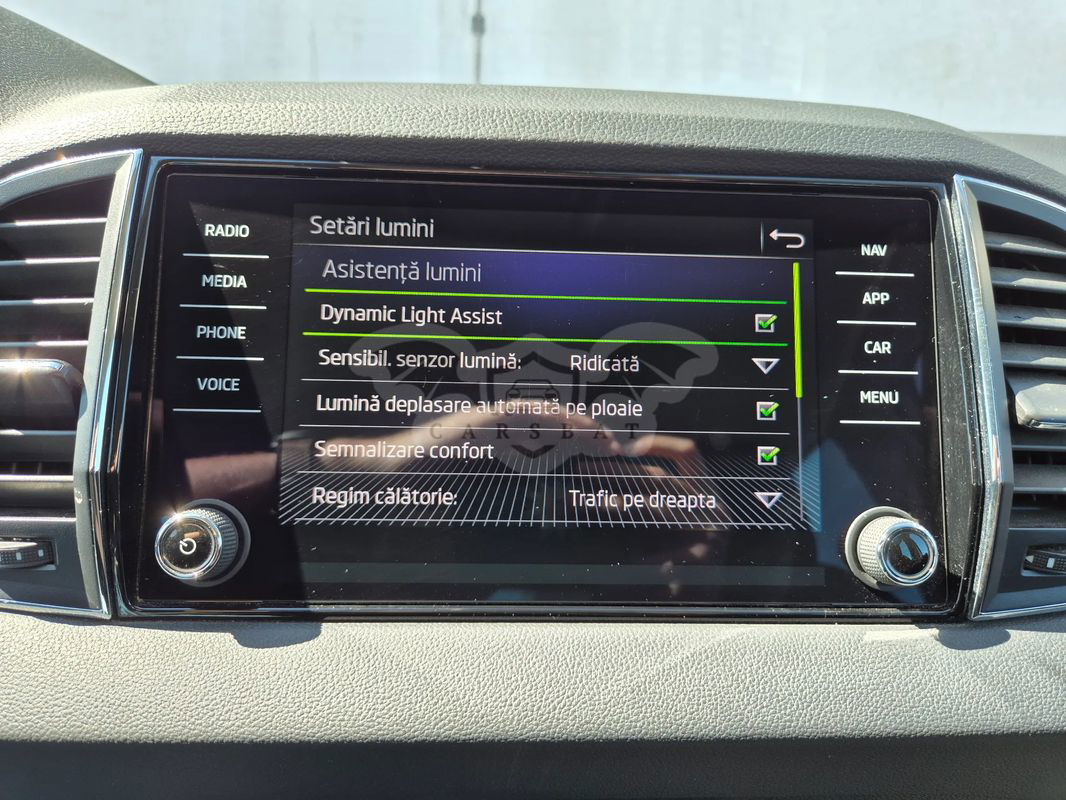 RADIO
MEDIA
PHONE
VOICE
Setări lumini
Asistență lumini
Dynamic Light Assist
Sensibil. senzor lumină: Ridicată
Lumină deplasare automată pe ploaie
Semnalizare confort
Regim călătorie: Trafic pe dreapta
NAV
APP
CAR
MENU
CARSBAT